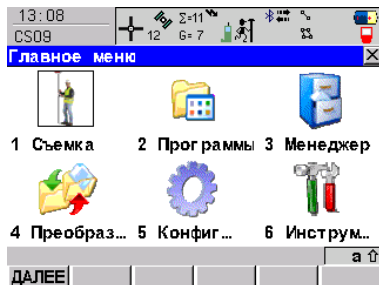 13:08
CS09
12
Σ=11
G= 7
Главное меню
1 Съемка
2 Программы
3 Менеджер
4 Преобраз...
5 Конфиг...
6 Инструм...
a ⇧
ДАЛЕЕ